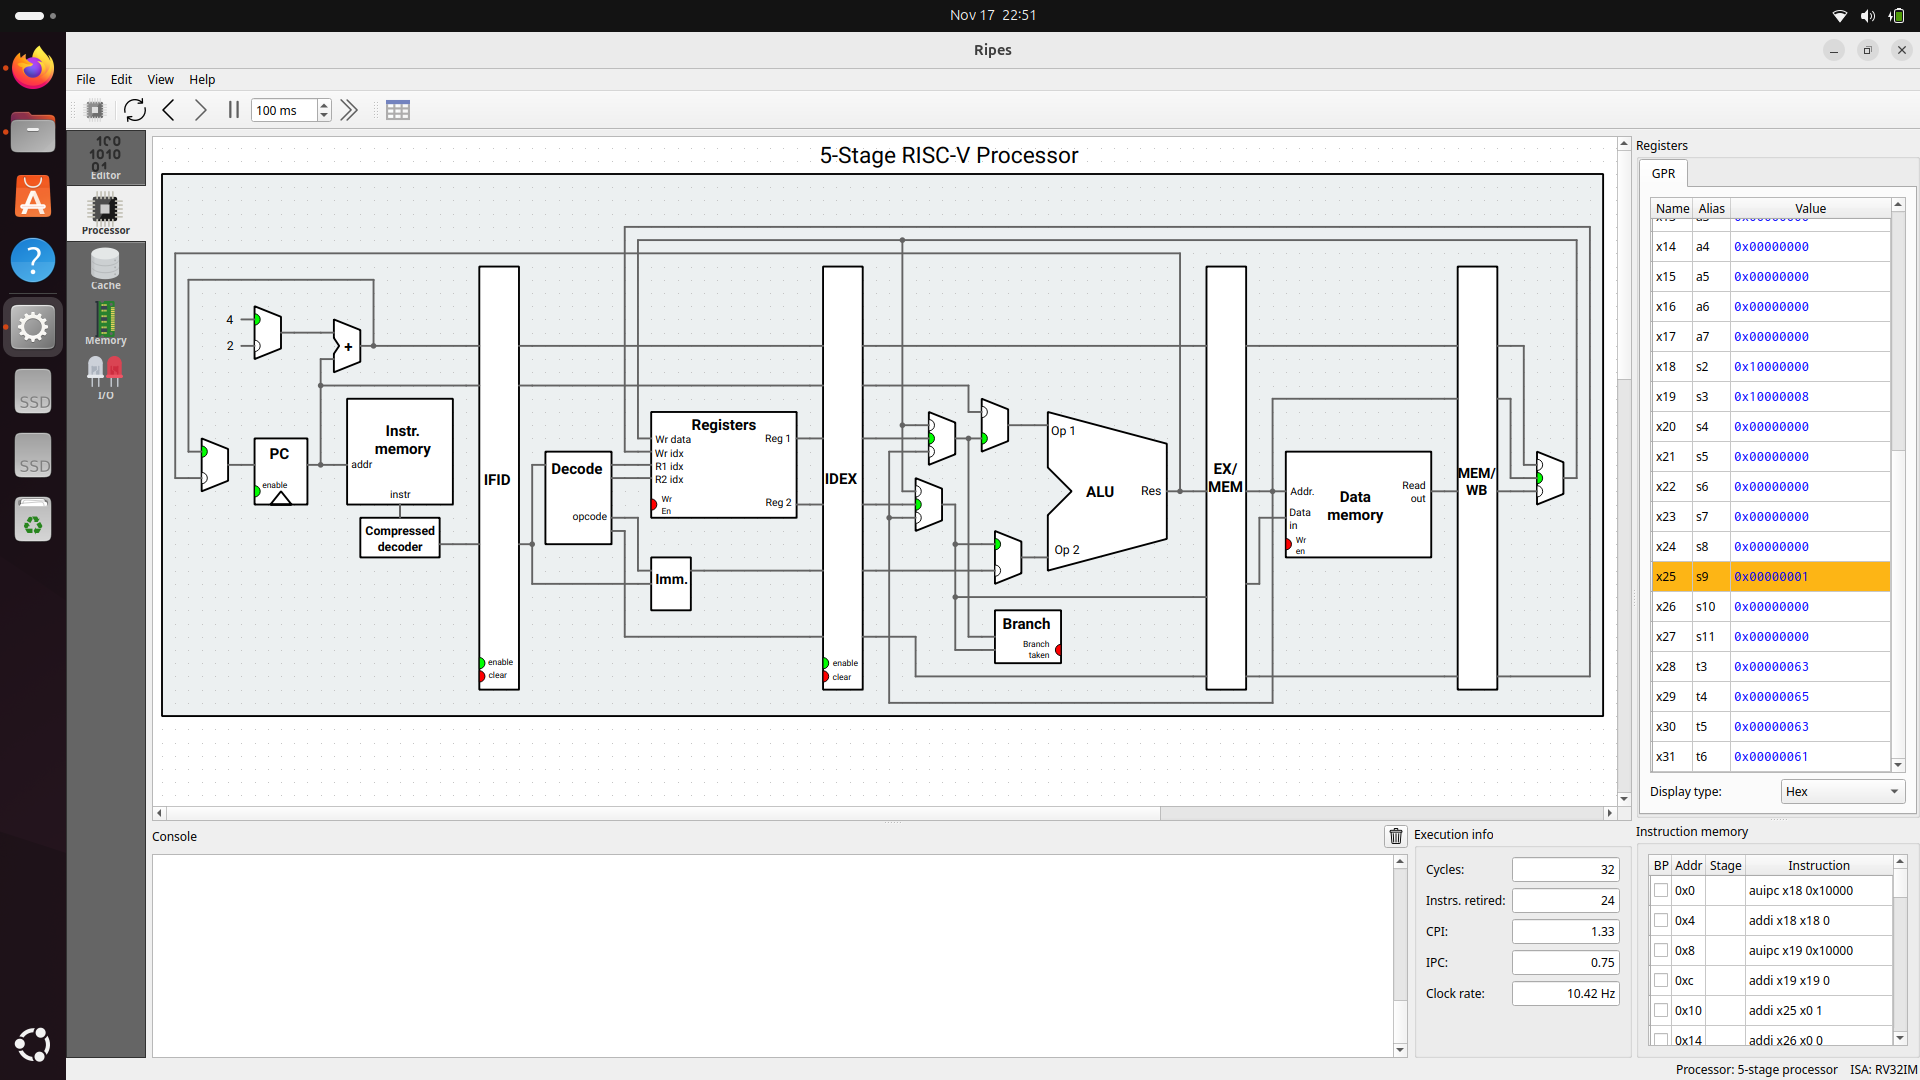 Nov 17 22:51
Ripes
File Edit View Help
100 ms
Editor
Processor
Cache
Memory
I/O
5-Stage RISC-V Processor
4
2
+
PC
enable
Instr. memory
addr
instr
Compressed decoder
IFID
enable
clear
Decode
opcode
Registers
Wr data
Wr idx
R1 idx
R2 idx
Wr En
Reg 1
Reg 2
Imm.
IDEX
enable
clear
Op 1
ALU
Res
Op 2
Branch
Branch taken
EX/ MEM
Addr.
Data in
Wr en
Data memory
Read out
MEM/ WB
SSD
SSD
Console
Execution info
Cycles: 32
Instrs. retired: 24
CPI: 1.33
IPC: 0.75
Clock rate: 10.42 Hz
Registers
GPR
Name Alias Value
x14 a4 0x00000000
x15 a5 0x00000000
x16 a6 0x00000000
x17 a7 0x00000000
x18 s2 0x10000000
x19 s3 0x10000008
x20 s4 0x00000000
x21 s5 0x00000000
x22 s6 0x00000000
x23 s7 0x00000000
x24 s8 0x00000000
x25 s9 0x00000001
x26 s10 0x00000000
x27 s11 0x00000000
x28 t3 0x00000063
x29 t4 0x00000065
x30 t5 0x00000063
x31 t6 0x00000061
Display type: Hex
Instruction memory
BP Addr Stage Instruction
0x0 auipc x18 0x10000
0x4 addi x18 x18 0
0x8 auipc x19 0x10000
0xc addi x19 x19 0
0x10 addi x25 x0 1
0x14 addi x26 x0 0
Processor: 5-stage processor ISA: RV32IM